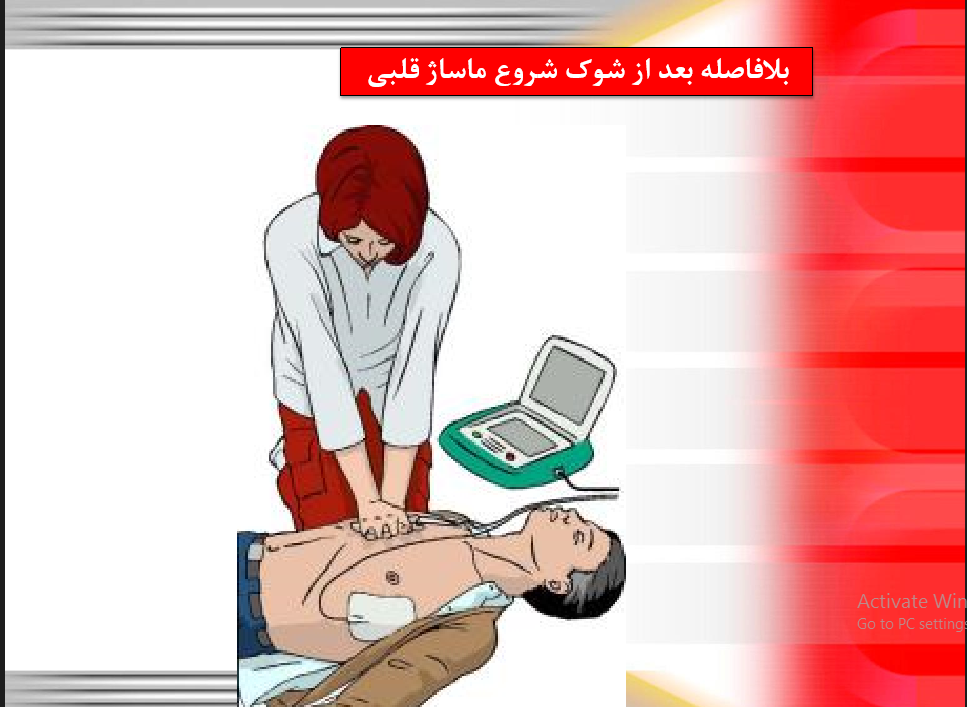 بلافاصله بعد از شوک شروع ماساژ قلبی
Activate Win
Go to PC settings